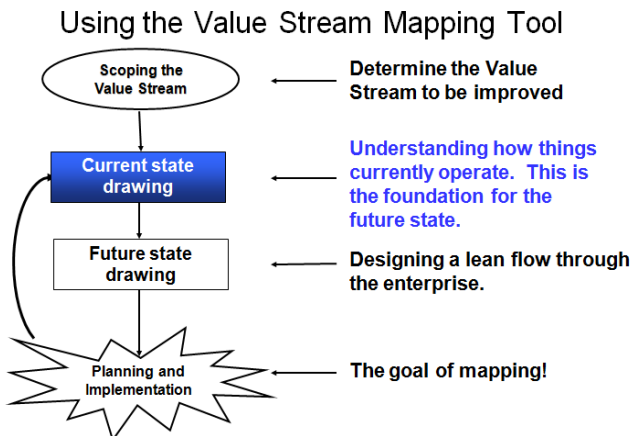 Using the Value Stream Mapping Tool
Scoping the
Value Stream
Determine the Value
Stream to be improved
Current state
drawing
Understanding how things
currently operate.  This is
the foundation for the
future state.
Future state
drawing
Designing a lean flow through
the enterprise.
Planning and
Implementation
The goal of mapping!